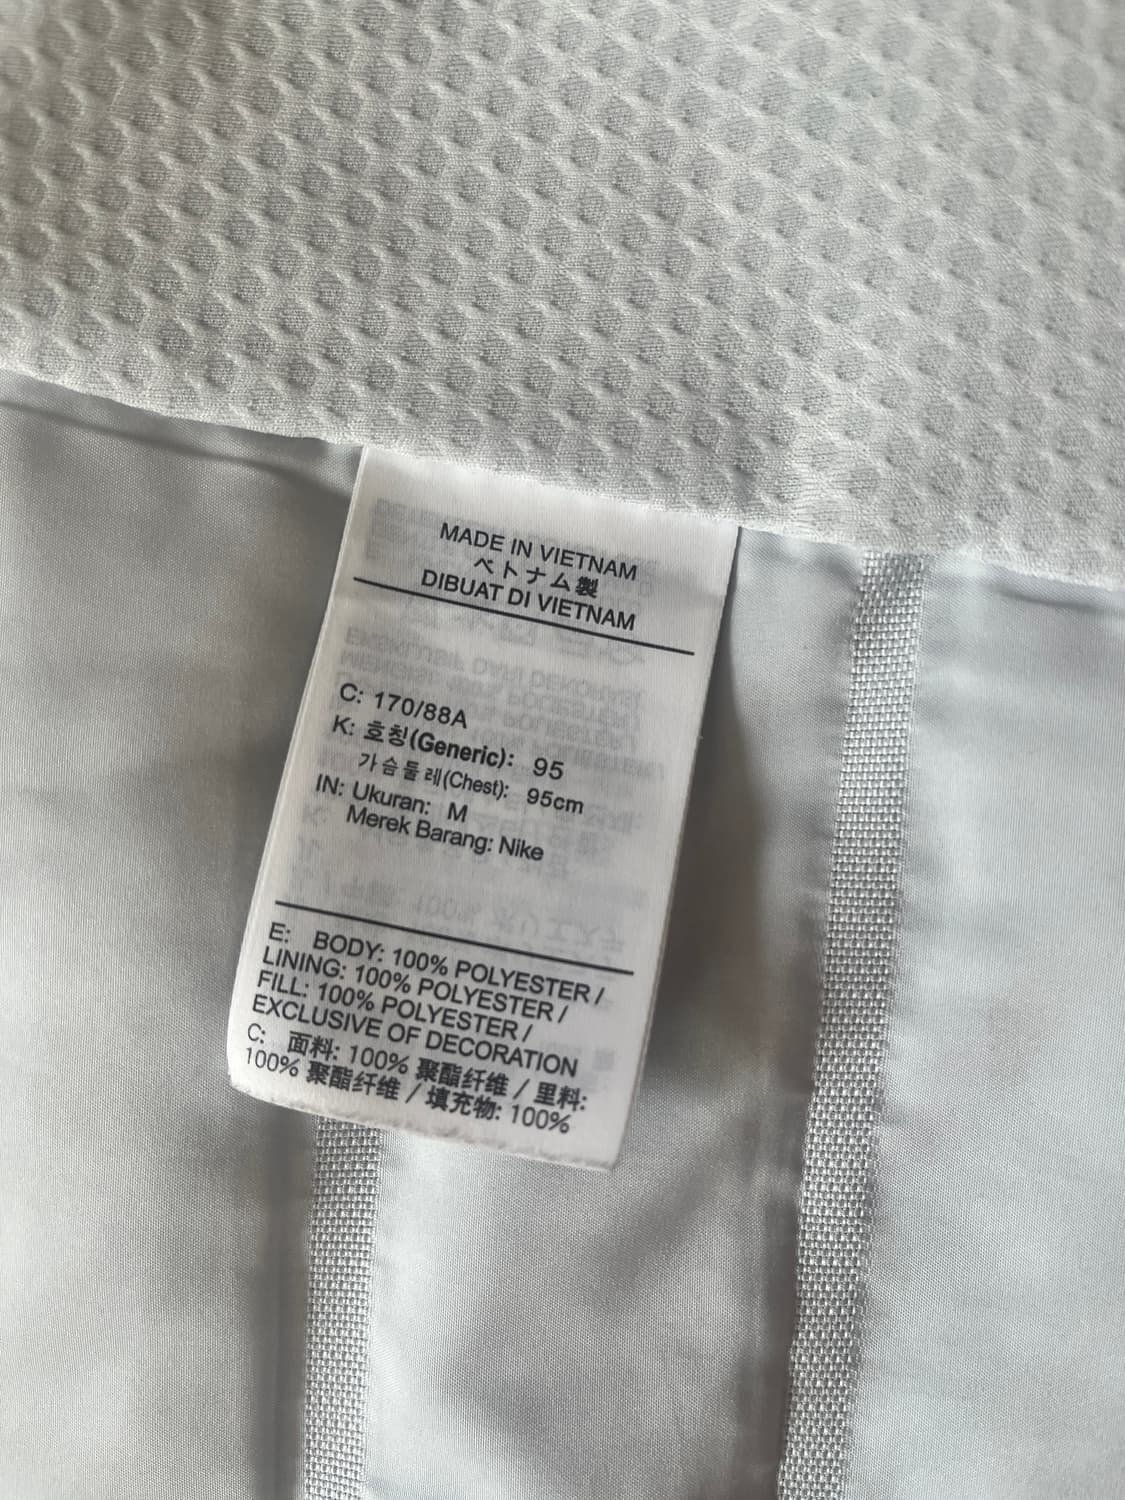 MADE IN VIETNAM
ベトナム製
DIBUAT DI VIETNAM
C: 170/88A
K: 호칭(Generic): 95
가슴둘레(Chest): 95cm
IN: Ukuran: M
Merek Barang: Nike
E: BODY: 100% POLYESTER /
LINING: 100% POLYESTER /
FILL: 100% POLYESTER /
EXCLUSIVE OF DECORATION
C: 面料: 100% 聚酯纤维 / 里料:
100% 聚酯纤维 / 填充物: 100%